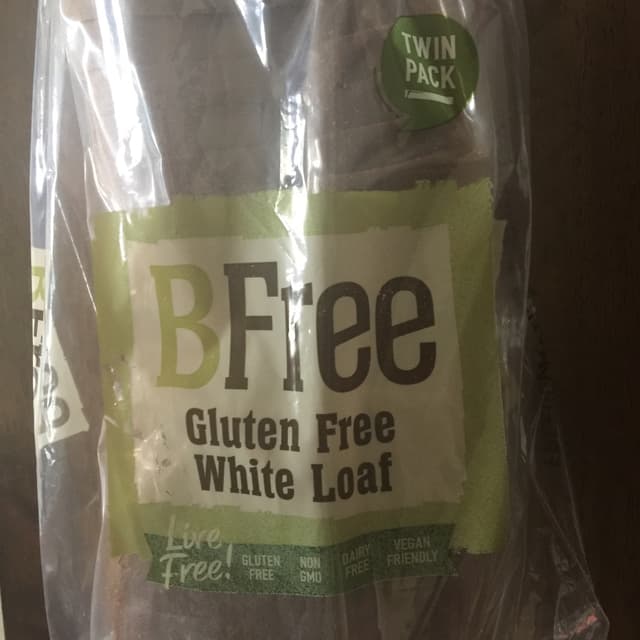 TWIN
PACK
BFree
Gluten Free
White Loaf
Live
Free!
GLUTEN
FREE
NON
GMO
DAIRY
FREE
VEGAN
FRIENDLY